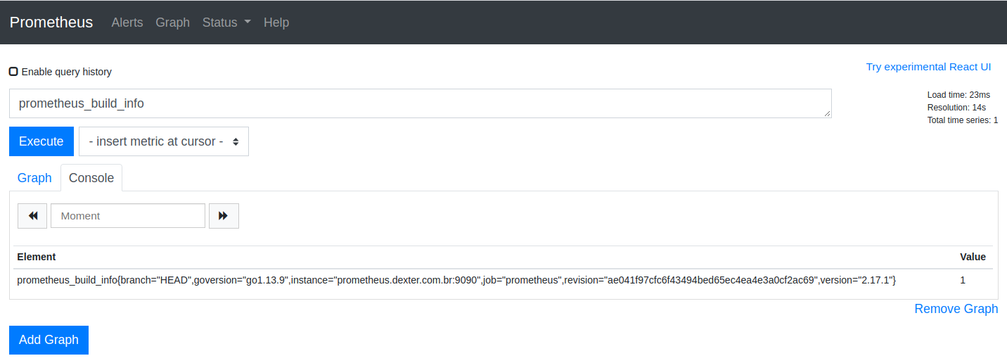 Prometheus Alerts Graph Status Help
Enable query history
Try experimental React UI
prometheus_build_info
Load time: 23ms
Resolution: 14s
Total time series: 1
Execute
- insert metric at cursor -
Graph
Console
Moment
Element Value
prometheus_build_info{branch="HEAD",goversion="go1.13.9",instance="prometheus.dexter.com.br:9090",job="prometheus",revision="ae041f97cfc6f43494bed65ec4ea4e3a0cf2ac69",version="2.17.1"} 1
Remove Graph
Add Graph